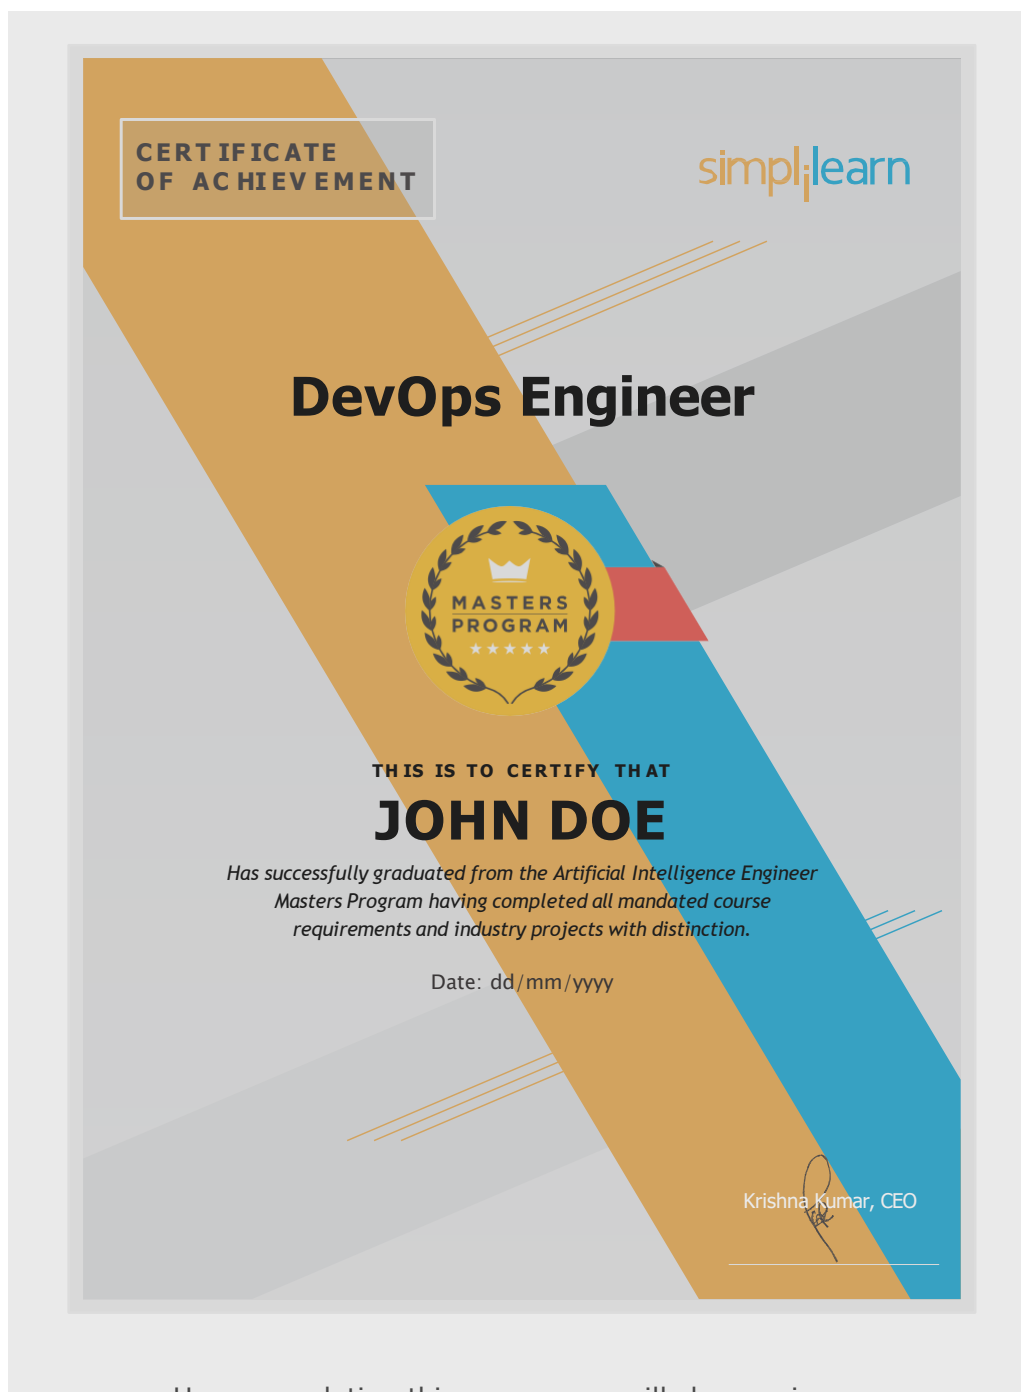 CERTIFICATE
OF ACHIEVEMENT
simplilearn
DevOps Engineer
MASTERS
PROGRAM
THIS IS TO CERTIFY THAT
JOHN DOE
Has successfully graduated from the Artificial Intelligence Engineer
Masters Program having completed all mandated course
requirements and industry projects with distinction.
Date: dd/mm/yyyy
Krishna Kumar, CEO